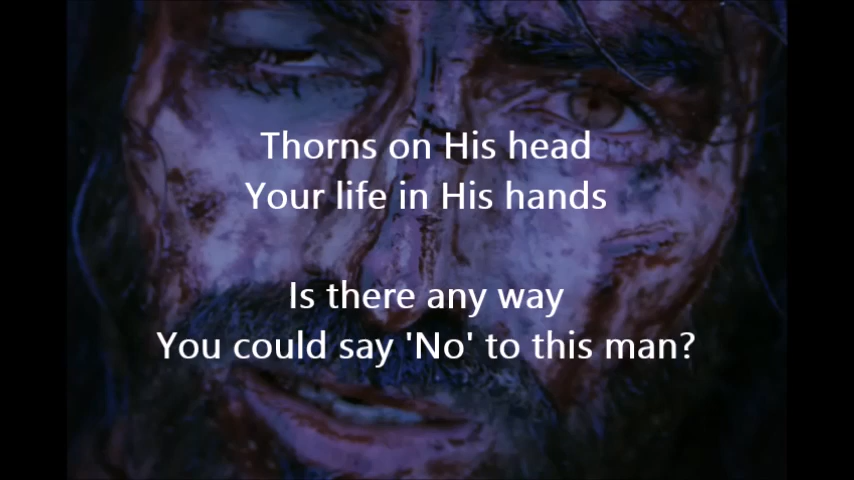 Thorns on His head
Your life in His hands
Is there any way
You could say 'No' to this man?